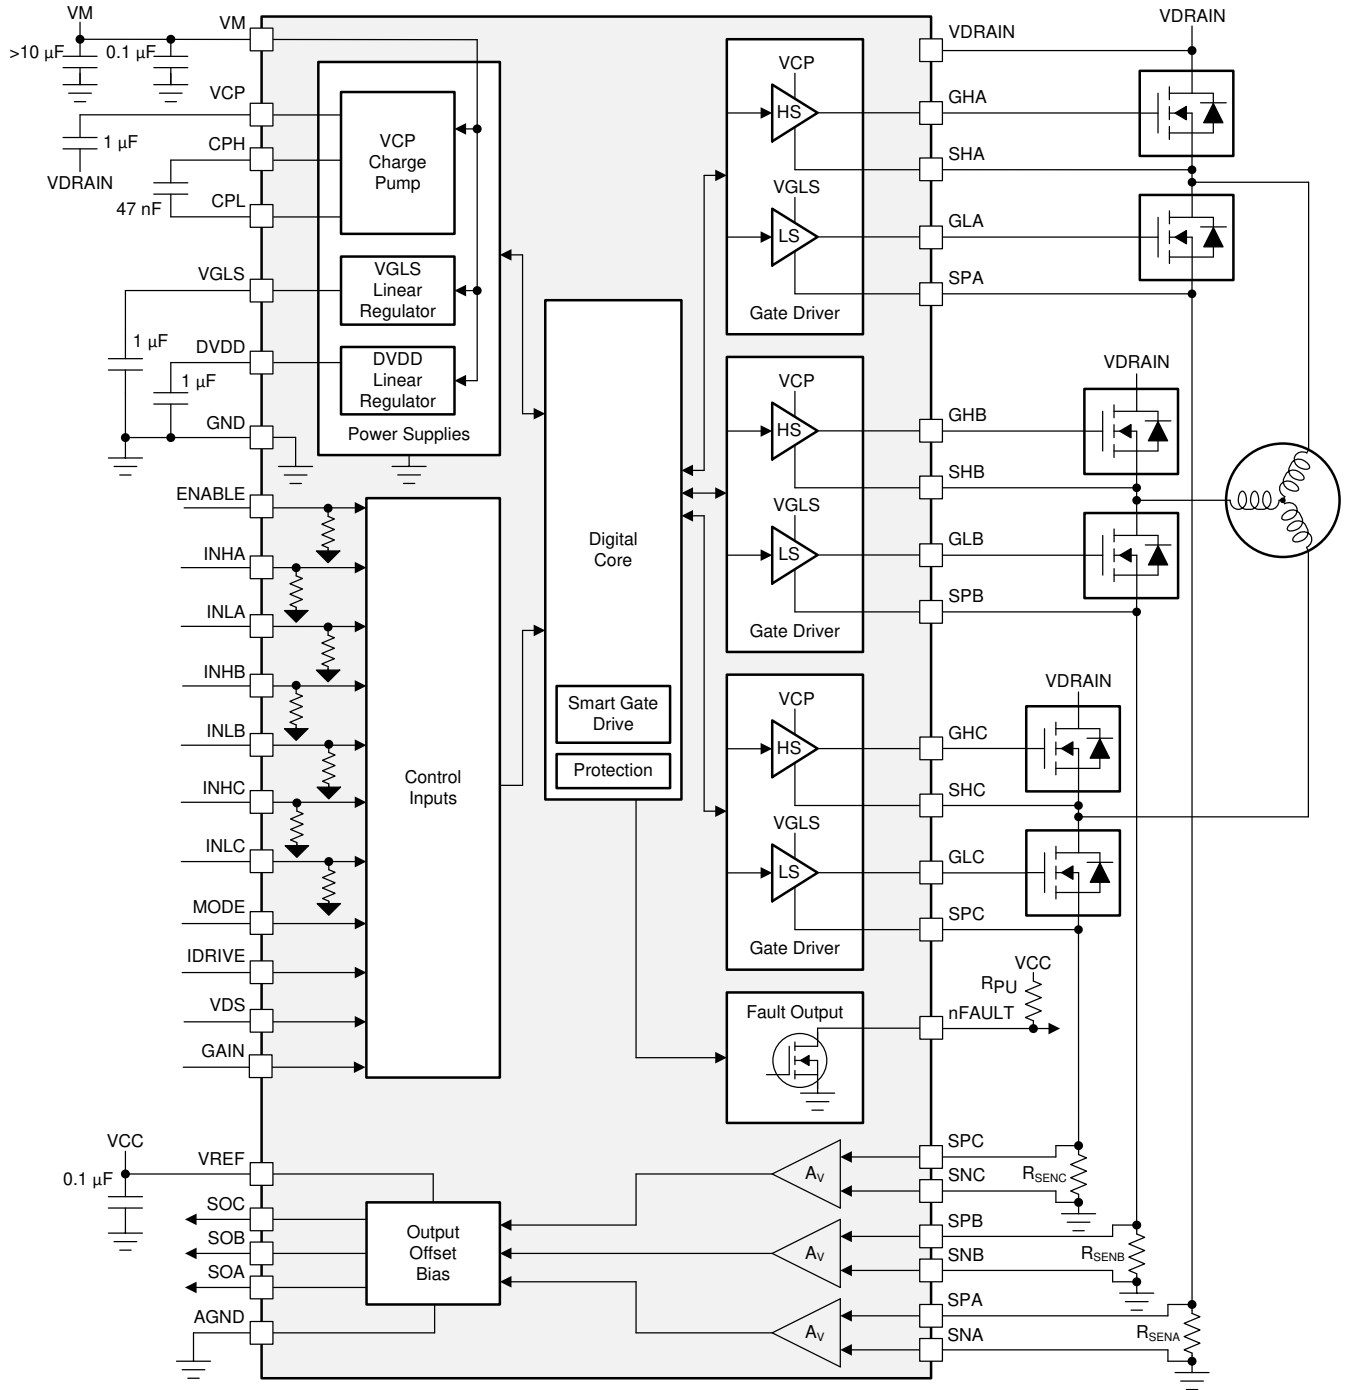 VM
>10 µF
0.1 µF
VM
VCP
1 µF
VDRAIN
CPH
47 nF
CPL
VGLS
1 µF
DVDD
1 µF
GND
VCP
Charge
Pump
VGLS
Linear
Regulator
DVDD
Linear
Regulator
Power Supplies
ENABLE
INHA
INLA
INHB
INLB
INHC
INLC
MODE
IDRIVE
VDS
GAIN
Control
Inputs
Digital
Core
Smart Gate
Drive
Protection
VCP
HS
VGLS
LS
Gate Driver
VCP
HS
VGLS
LS
Gate Driver
VCP
HS
VGLS
LS
Gate Driver
Fault Output
VDRAIN
VDRAIN
GHA
SHA
GLA
SPA
VDRAIN
GHB
SHB
GLB
SPB
VDRAIN
GHC
SHC
GLC
SPC
VCC
RPU
nFAULT
VCC
0.1 µF
VREF
SOC
SOB
SOA
AGND
Output
Offset
Bias
AV
AV
AV
SPC
SNC
RSENC
SPB
SNB
RSENB
SPA
SNA
RSENA